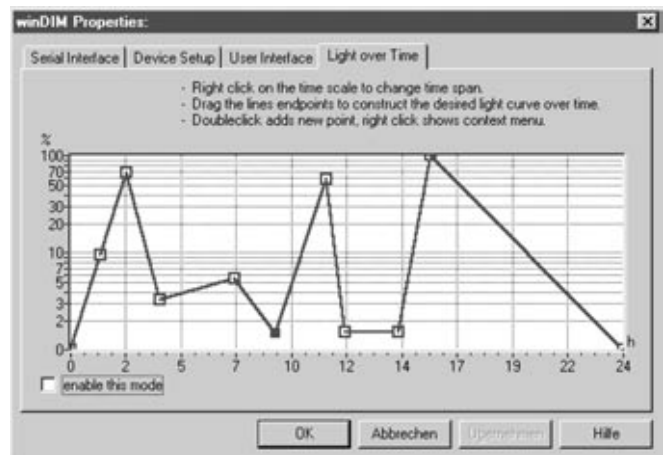 winDIM Properties:
Serial Interface Device Setup User Interface Light over Time
- Right click on the time scale to change time span.
- Drag the lines endpoints to construct the desired light curve over time.
- Doubleclick adds new point, right click shows context menu.
%
100
70
50
30
20
10
7
5
3
2
0
h
0 2 5 7 10 12 14 17 19 22 24
enable this mode
OK Abbrechen Übernehmen Hilfe